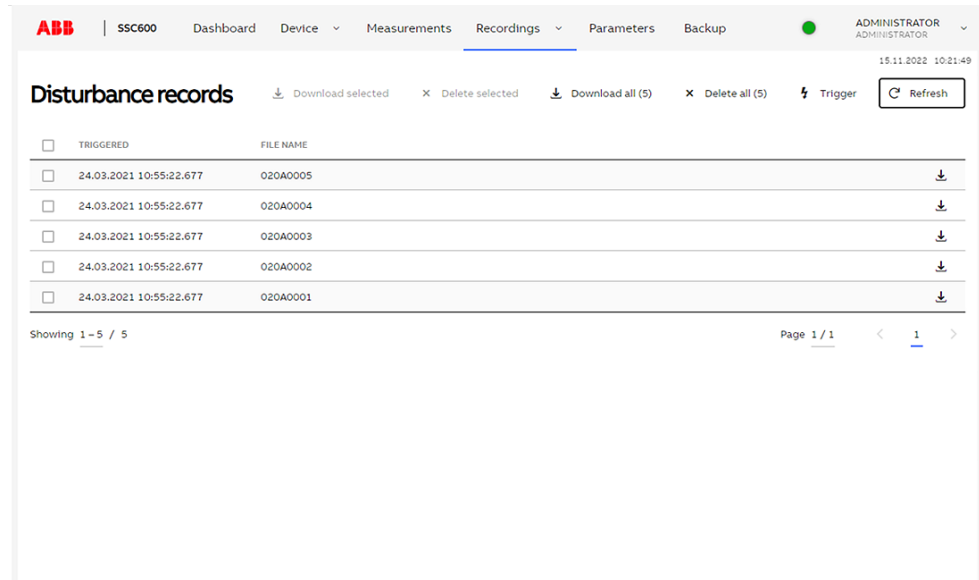 ABB SSC600 Dashboard Device Measurements Recordings Parameters Backup ADMINISTRATOR
ADMINISTRATOR
15.11.2022 10:21:49
Disturbance records Download selected Delete selected Download all (5) Delete all (5) Trigger Refresh
TRIGGERED FILE NAME
24.03.2021 10:55:22.677 020A0005
24.03.2021 10:55:22.677 020A0004
24.03.2021 10:55:22.677 020A0003
24.03.2021 10:55:22.677 020A0002
24.03.2021 10:55:22.677 020A0001
Showing 1 – 5 / 5 Page 1 / 1 1